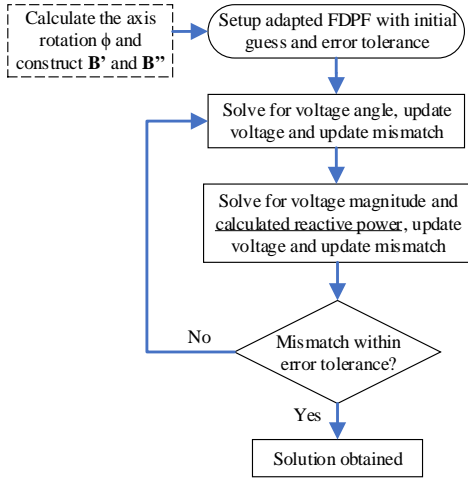 Calculate the axis
rotation ϕ and
construct B' and B''
Setup adapted FDPF with initial
guess and error tolerance
Solve for voltage angle, update
voltage and update mismatch
Solve for voltage magnitude and
calculated reactive power, update
voltage and update mismatch
No
Mismatch within
error tolerance?
Yes
Solution obtained